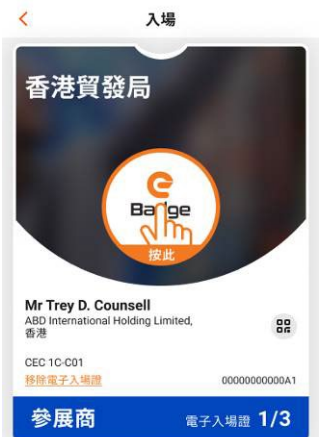 入場
香港貿發局
Badge
按此
Mr Trey D. Counsell
ABD International Holding Limited,
香港
CEC 1C-C01
移除電子入場證
00000000000A1
參展商
電子入場證 1/3